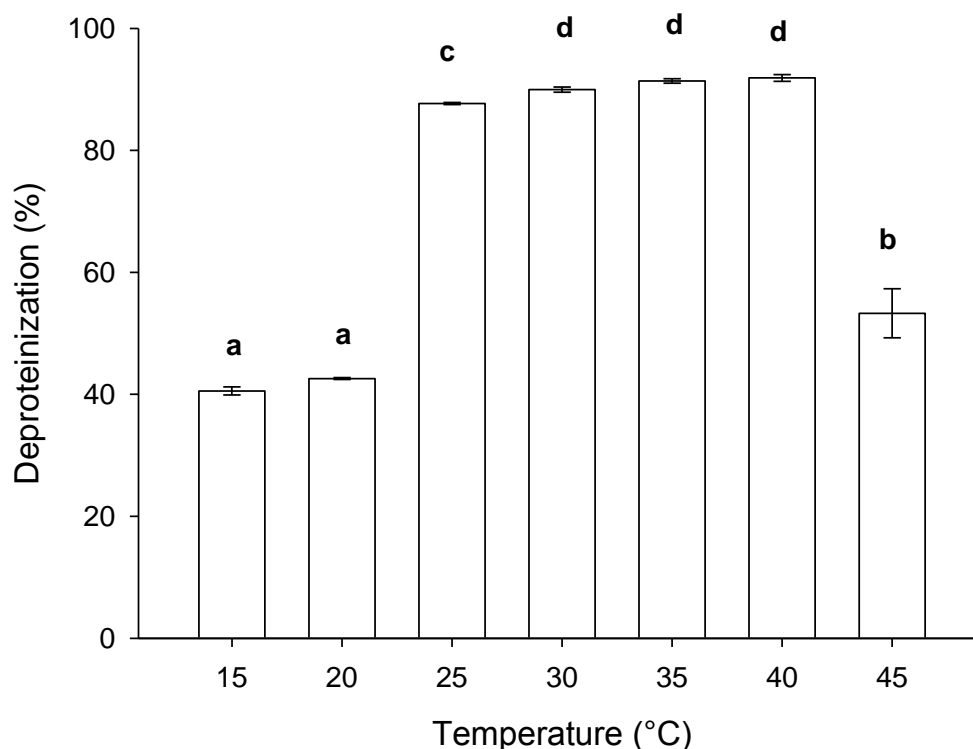 100
80
60
40
20
0
Deproteinization (%)
a
a
c
d
d
d
b
15
20
25
30
35
40
45
Temperature (°C)